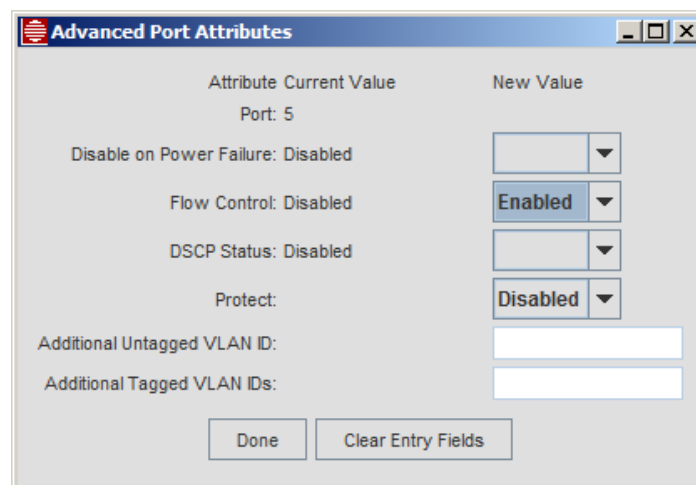 Advanced Port Attributes
Attribute Current Value New Value
Port: 5
Disable on Power Failure: Disabled
Flow Control: Disabled Enabled
DSCP Status: Disabled
Protect: Disabled
Additional Untagged VLAN ID:
Additional Tagged VLAN IDs:
Done Clear Entry Fields